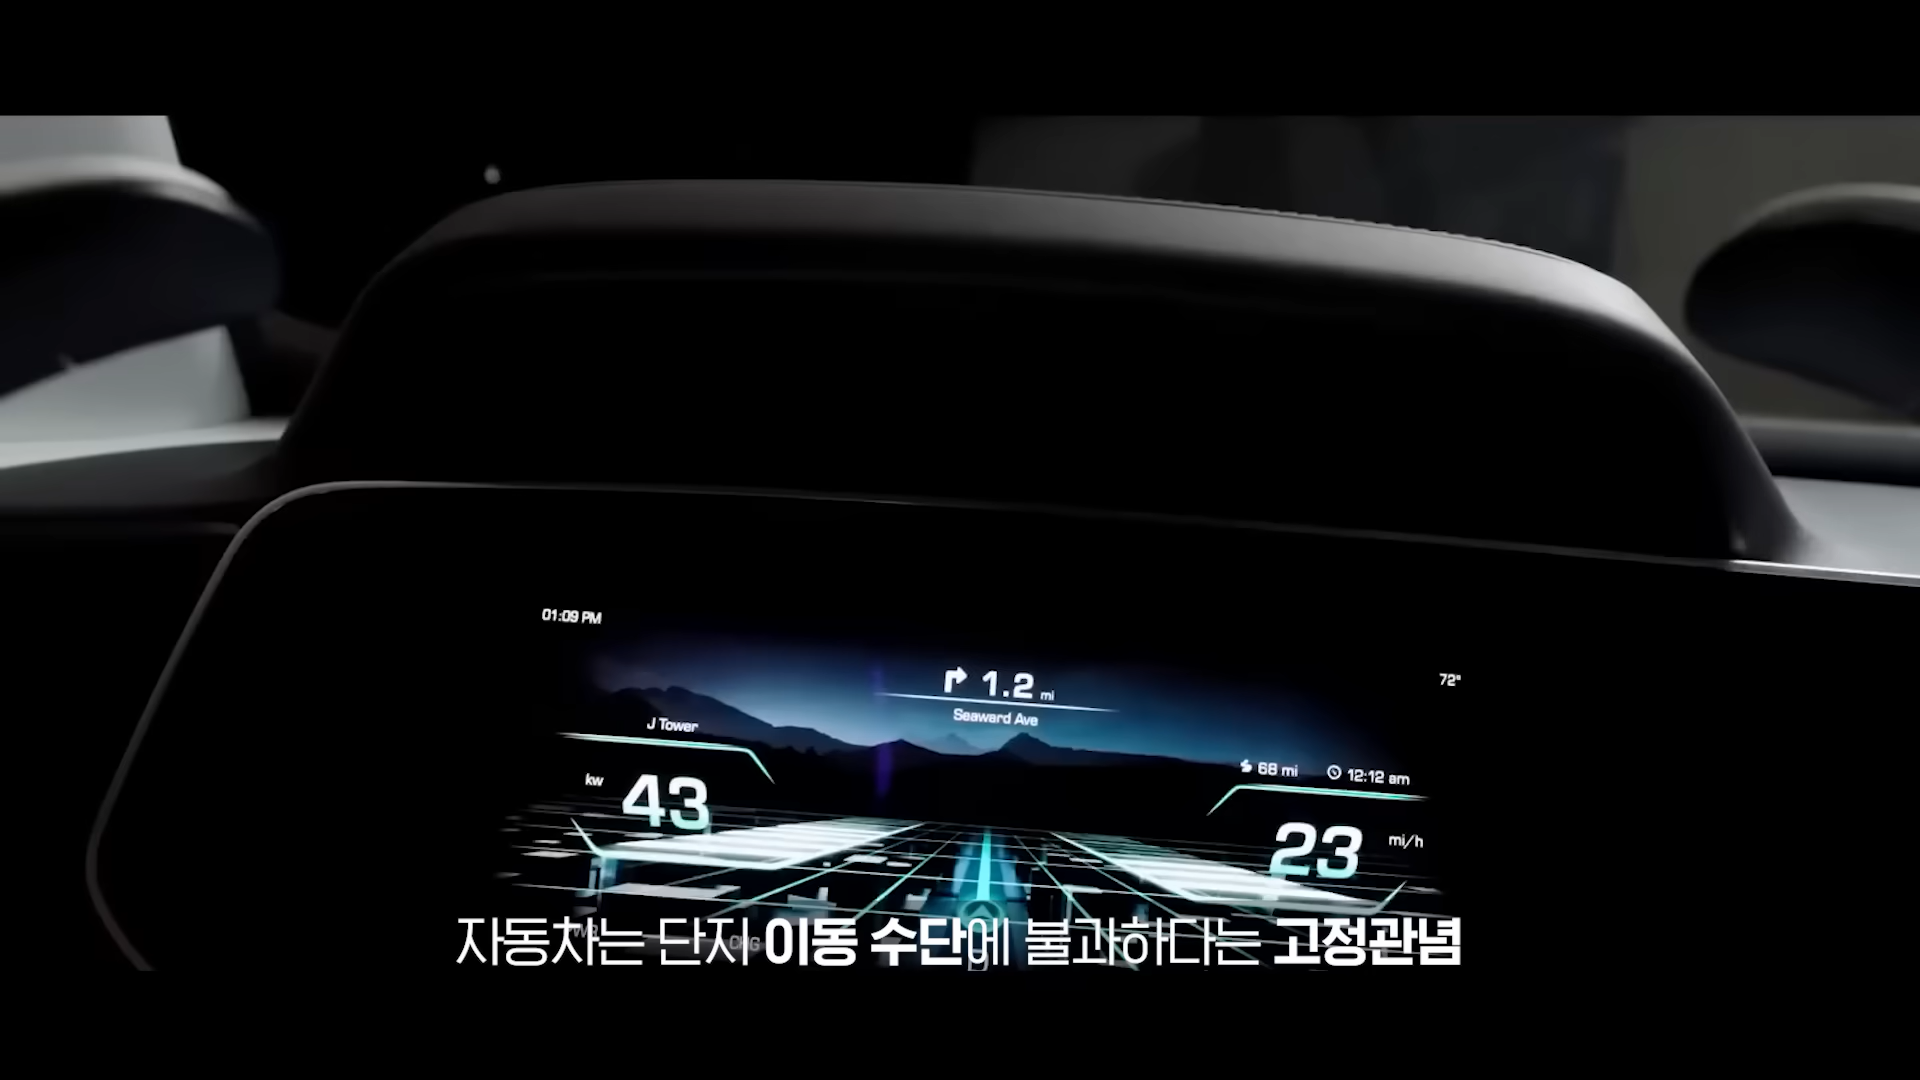 01:09 PM
1.2 mi
72°
Seaward Ave
J Tower
68 mi 12:12 am
kw 43
23 mi/h
자동차는 단지 이동 수단에 불과하다는 고정관념